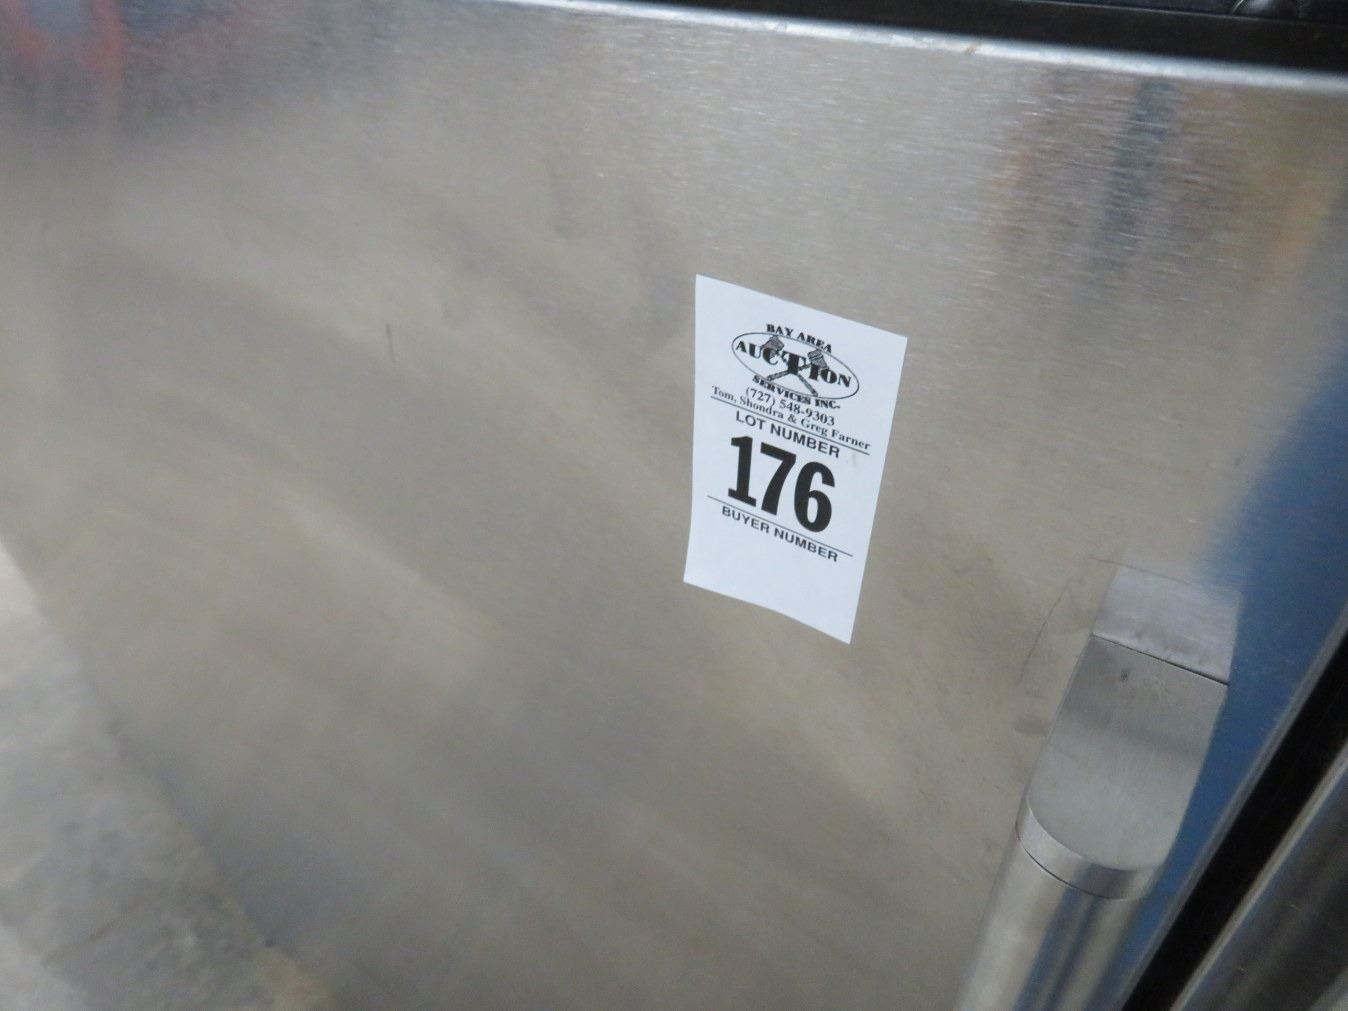 BAY AREA
AUCTION
SERVICES INC.
(727) 548-9303
Tom, Shondra & Greg Farner
LOT NUMBER
176
BUYER NUMBER